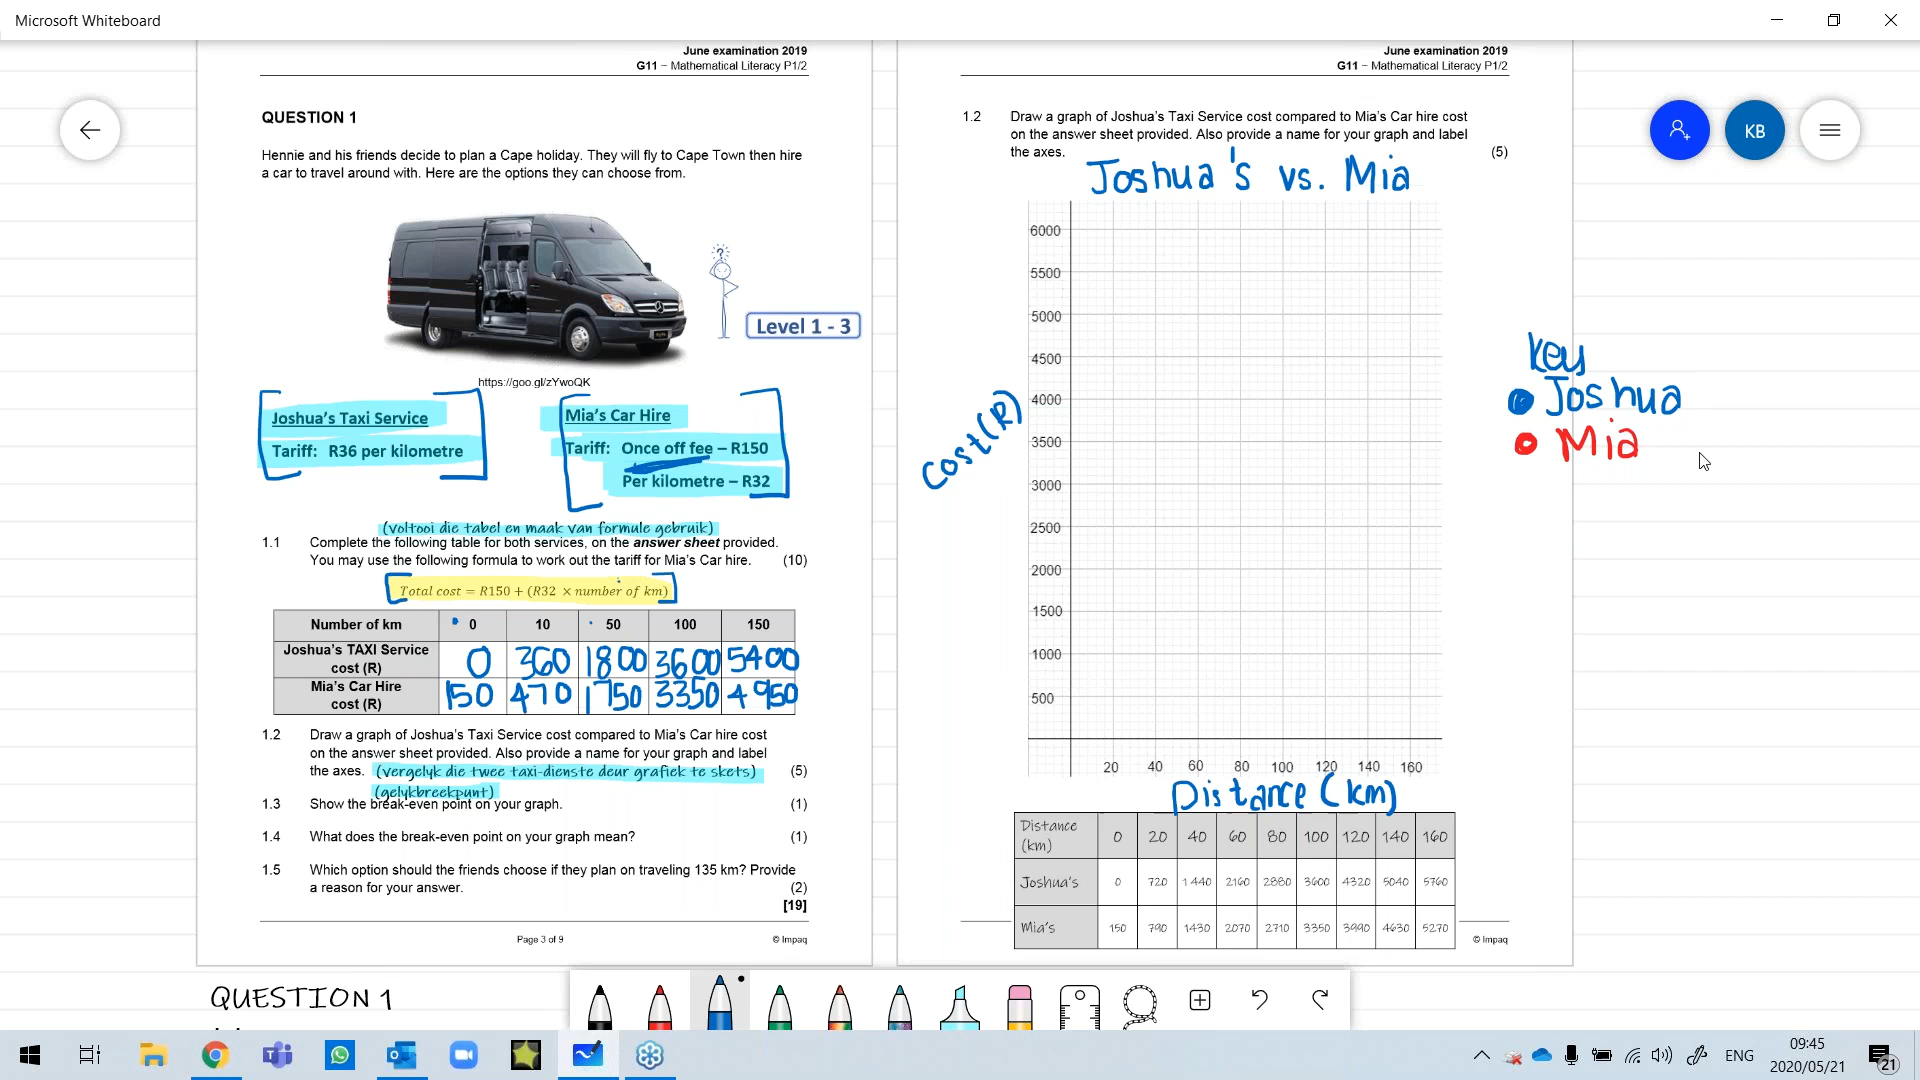 Microsoft Whiteboard
June examination 2019
G11 – Mathematical Literacy P1/2
QUESTION 1
Hennie and his friends decide to plan a Cape holiday. They will fly to Cape Town then hire
a car to travel around with. Here are the options they can choose from.
?
Level 1 - 3
https://goo.gl/zYwoQK
Joshua's Taxi Service
Tariff: R36 per kilometre
Mia's Car Hire
Tariff: Once off fee – R150
Per kilometre – R32
(voltooi die tabel en maak van formule gebruik)
1.1 Complete the following table for both services, on the answer sheet provided.
You may use the following formula to work out the tariff for Mia's Car hire. (10)
Total cost = R150 + (R32 × number of km)
Number of km 0 10 50 100 150
Joshua's TAXI Service
cost (R) 0 360 1800 3600 5400
Mia's Car Hire
cost (R) 150 470 1750 3350 4950
1.2 Draw a graph of Joshua's Taxi Service cost compared to Mia's Car hire cost
on the answer sheet provided. Also provide a name for your graph and label
the axes. (vergelyk die twee taxi-dienste deur grafiek te skets) (5)
(gelykbreekpunt)
1.3 Show the break-even point on your graph. (1)
1.4 What does the break-even point on your graph mean? (1)
1.5 Which option should the friends choose if they plan on traveling 135 km? Provide
a reason for your answer. (2)
[19]
Page 3 of 9 © Impaq
QUESTION 1
June examination 2019
G11 – Mathematical Literacy P1/2
1.2 Draw a graph of Joshua's Taxi Service cost compared to Mia's Car hire cost
on the answer sheet provided. Also provide a name for your graph and label
the axes. (5)
Joshua's vs. Mia
6000
5500
5000
4500
4000
3500
3000
2500
2000
1500
1000
500
Cost(R)
20 40 60 80 100 120 140 160
Distance (km)
Key
Joshua
Mia
Distance
(km) 0 20 40 60 80 100 120 140 160
Joshua's 0 720 1 440 2160 2880 3600 4320 5040 5760
Mia's 150 790 1430 2070 2710 3350 3990 4630 5270
© Impaq
KB
ENG
09:45
2020/05/21
21